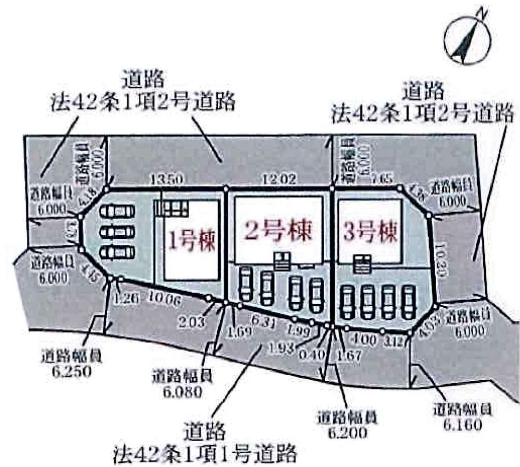 N
道路
法42条1項2号道路
道路
法42条1項2号道路
道路幅員
6.000
道路幅員
6.000
13.50
12.02
7.65
4.18
道路幅員
6.000
道路幅員
6.000
1号棟
2号棟
3号棟
10.20
道路幅員
6.000
4.15
1.26
10.06
2.03
1.69
6.31
1.99
1.93
0.40
1.67
4.00
3.12
4.03
道路幅員
6.000
道路幅員
6.250
道路幅員
6.080
道路幅員
6.200
道路幅員
6.160
道路
法42条1項1号道路